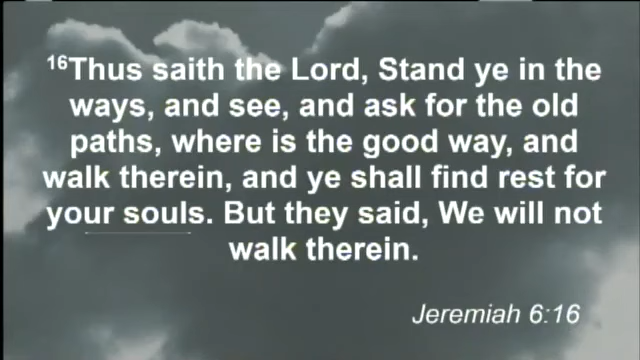 16Thus saith the Lord, Stand ye in the
ways, and see, and ask for the old
paths, where is the good way, and
walk therein, and ye shall find rest for
your souls. But they said, We will not
walk therein.
Jeremiah 6:16